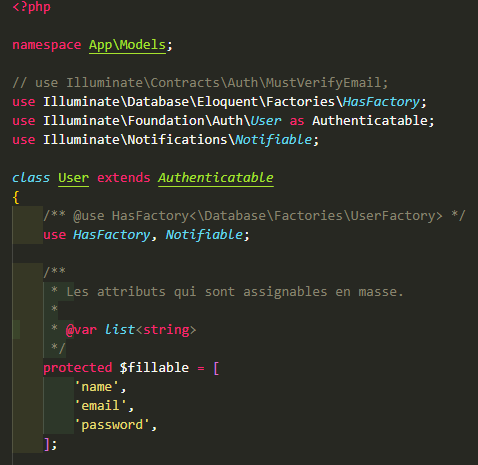 <?php
namespace App\Models;
// use Illuminate\Contracts\Auth\MustVerifyEmail;
use Illuminate\Database\Eloquent\Factories\HasFactory;
use Illuminate\Foundation\Auth\User as Authenticatable;
use Illuminate\Notifications\Notifiable;
class User extends Authenticatable
{
/** @use HasFactory<\Database\Factories\UserFactory> */
use HasFactory, Notifiable;
/**
* Les attributs qui sont assignables en masse.
*
* @var list<string>
*/
protected $fillable = [
'name',
'email',
'password',
];